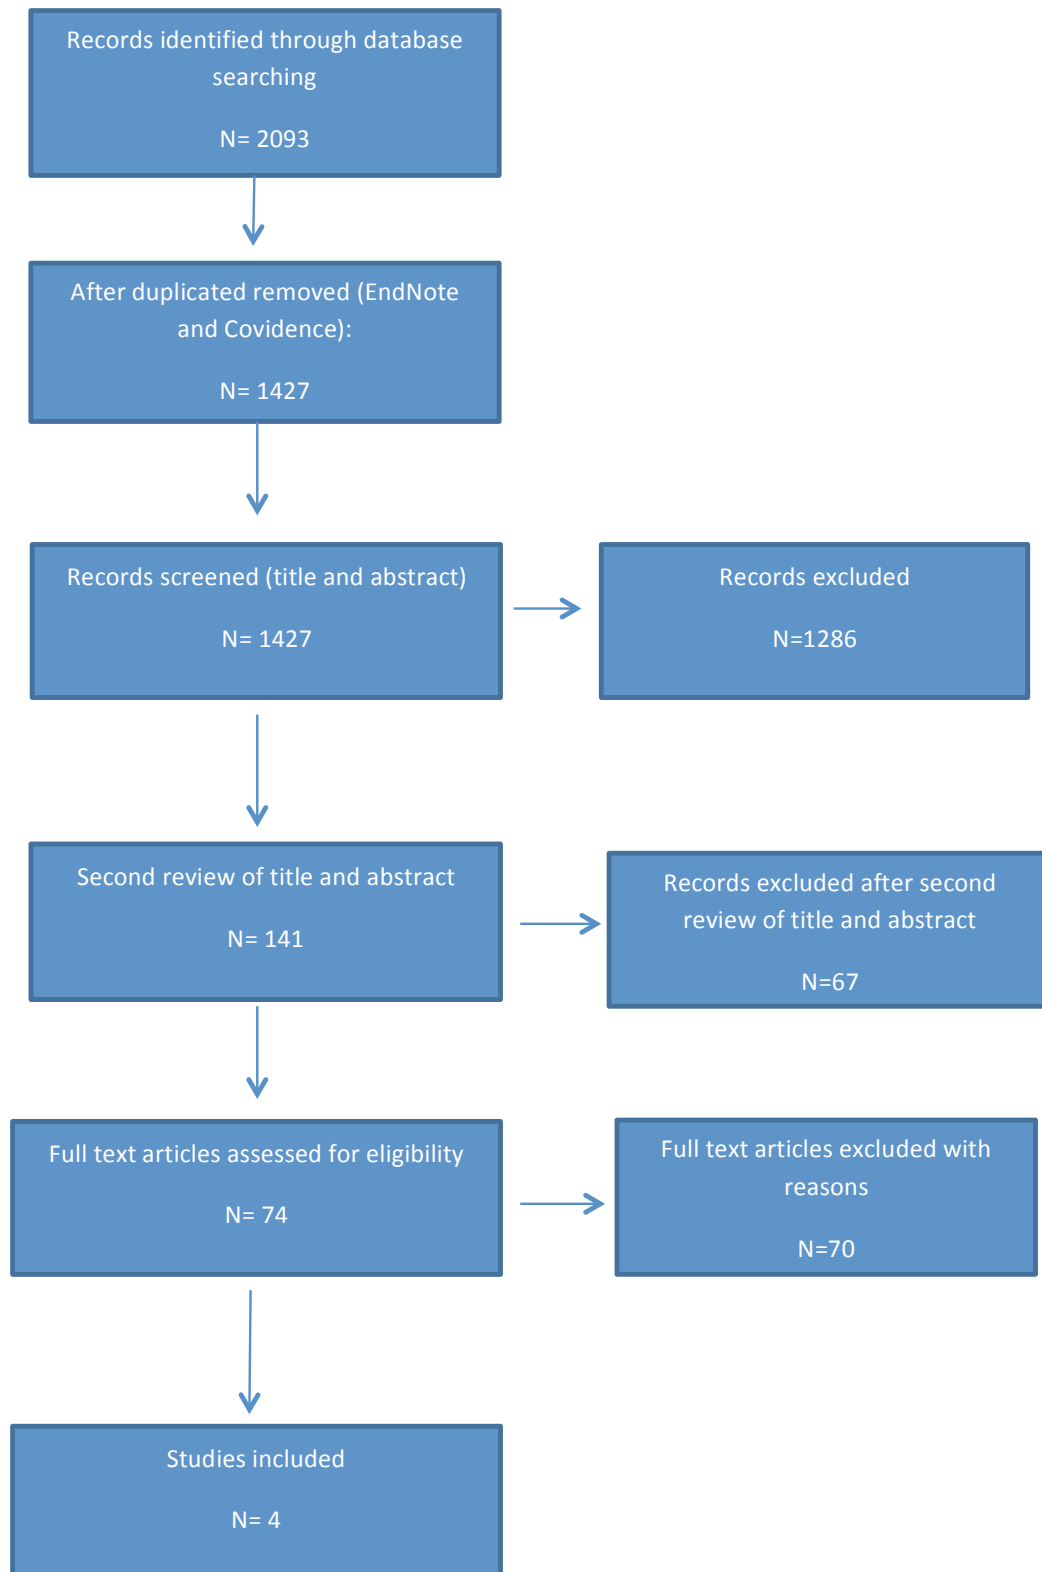 Records identified through database
searching
N= 2093
After duplicated removed (EndNote
and Covidence):
N= 1427
Records screened (title and abstract)
N= 1427
Records excluded
N=1286
Second review of title and abstract
N= 141
Records excluded after second
review of title and abstract
N=67
Full text articles assessed for eligibility
N= 74
Full text articles excluded with
reasons
N=70
Studies included
N= 4